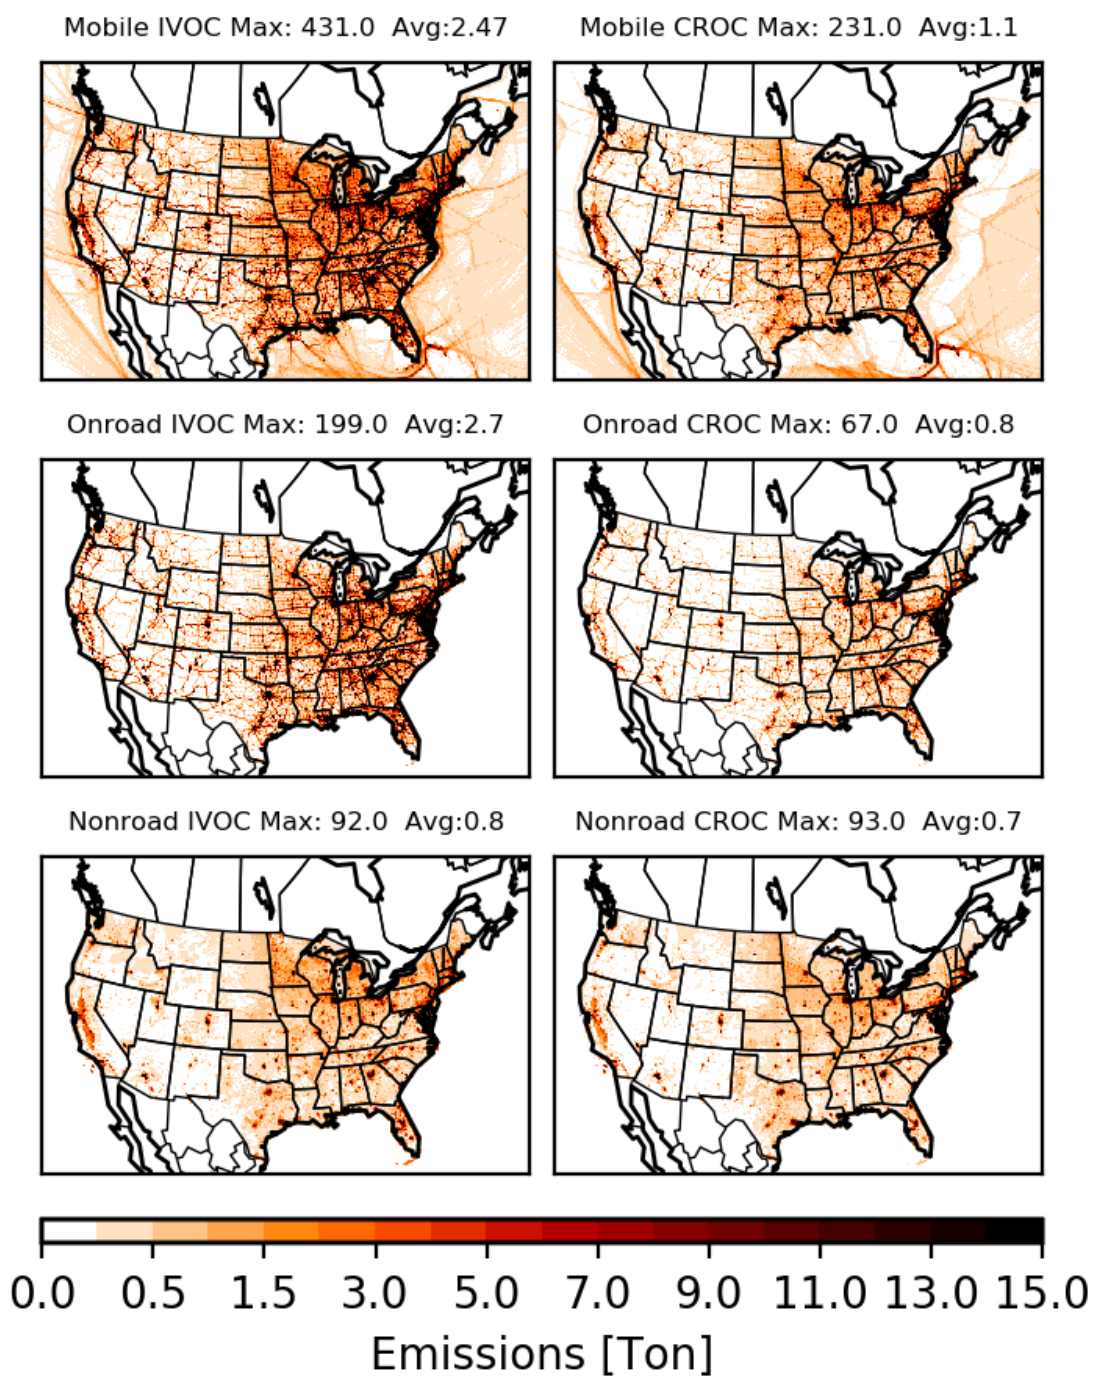 Mobile IVOC Max: 431.0 Avg:2.47
Mobile CROC Max: 231.0 Avg:1.1
Onroad IVOC Max: 199.0 Avg:2.7
Onroad CROC Max: 67.0 Avg:0.8
Nonroad IVOC Max: 92.0 Avg:0.8
Nonroad CROC Max: 93.0 Avg:0.7
0.0 0.5 1.5 3.0 5.0 7.0 9.0 11.0 13.0 15.0
Emissions [Ton]